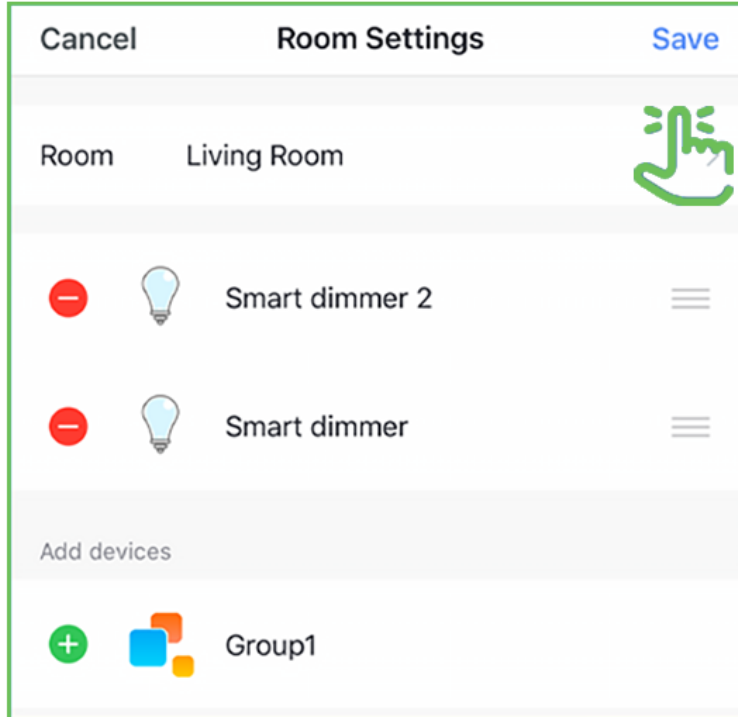 Cancel Room Settings Save
Room Living Room
Smart dimmer 2
Smart dimmer
Add devices
Group1